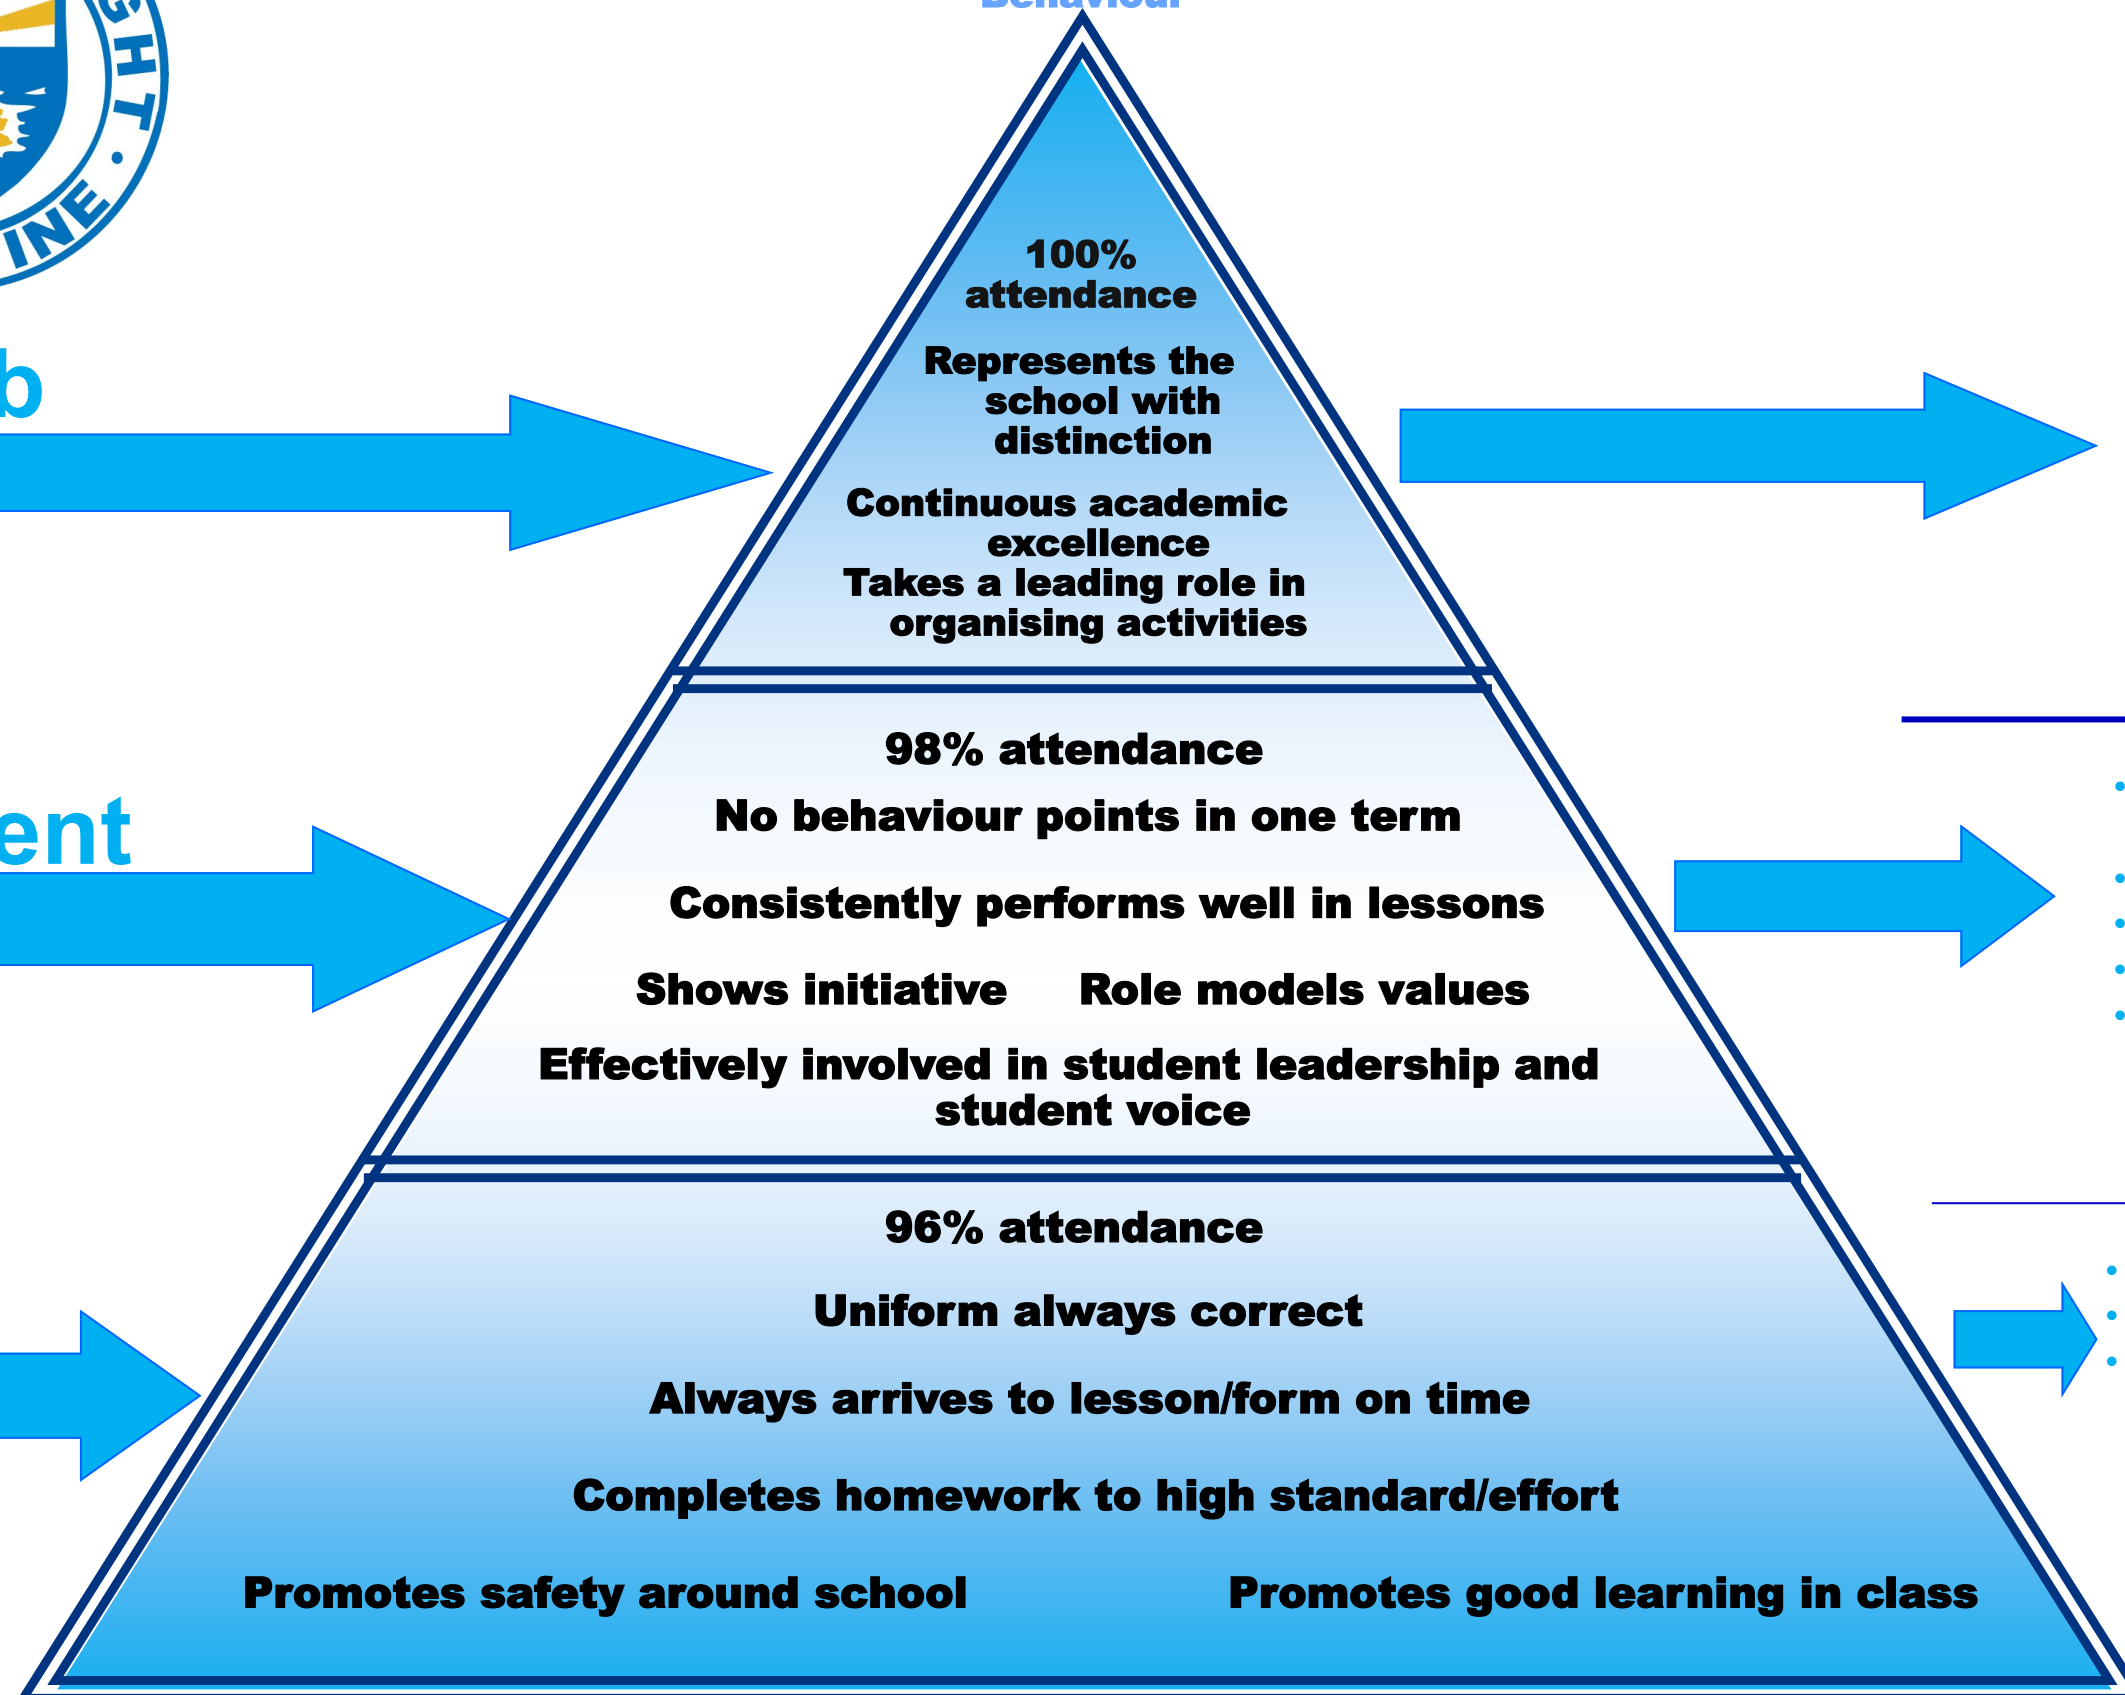 Behaviour
INE
100%
attendance
Represents the
school with
distinction
Continuous academic
excellence
Takes a leading role in
organising activities
98% attendance
No behaviour points in one term
Consistently performs well in lessons
Shows initiative Role models values
Effectively involved in student leadership and
student voice
96% attendance
Uniform always correct
Always arrives to lesson/form on time
Completes homework to high standard/effort
Promotes safety around school Promotes good learning in class